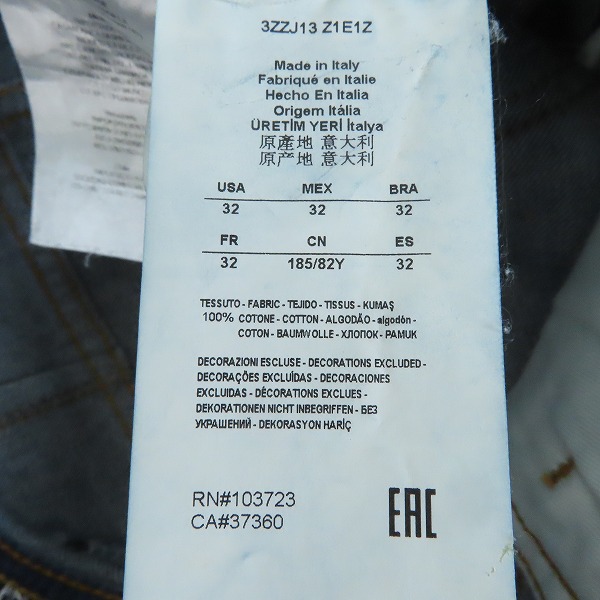 3ZZJ13 Z1E1Z
Made in Italy
Fabriqué en Italie
Hecho En Italia
Origem Itália
ÜRETİM YERİ İtalya
原產地 意大利
原产地 意大利
USA MEX BRA
32 32 32
FR CN ES
32 185/82Y 32
TESSUTO - FABRIC - TEJIDO - TISSUS - KUMAŞ
100% COTONE - COTTON - ALGODÃO - algodón -
COTON - BAUMWOLLE - ХЛОПОК - PAMUK
DECORAZIONI ESCLUSE - DECORATIONS EXCLUDED -
DECORAÇÕES EXCLUÍDAS - DECORACIONES
EXCLUIDAS - DÉCORATIONS EXCLUES -
DEKORATIONEN NICHT INBEGRIFFEN - БЕЗ
УКРАШЕНИЙ - DEKORASYON HARİÇ
RN#103723
CA#37360
EAC